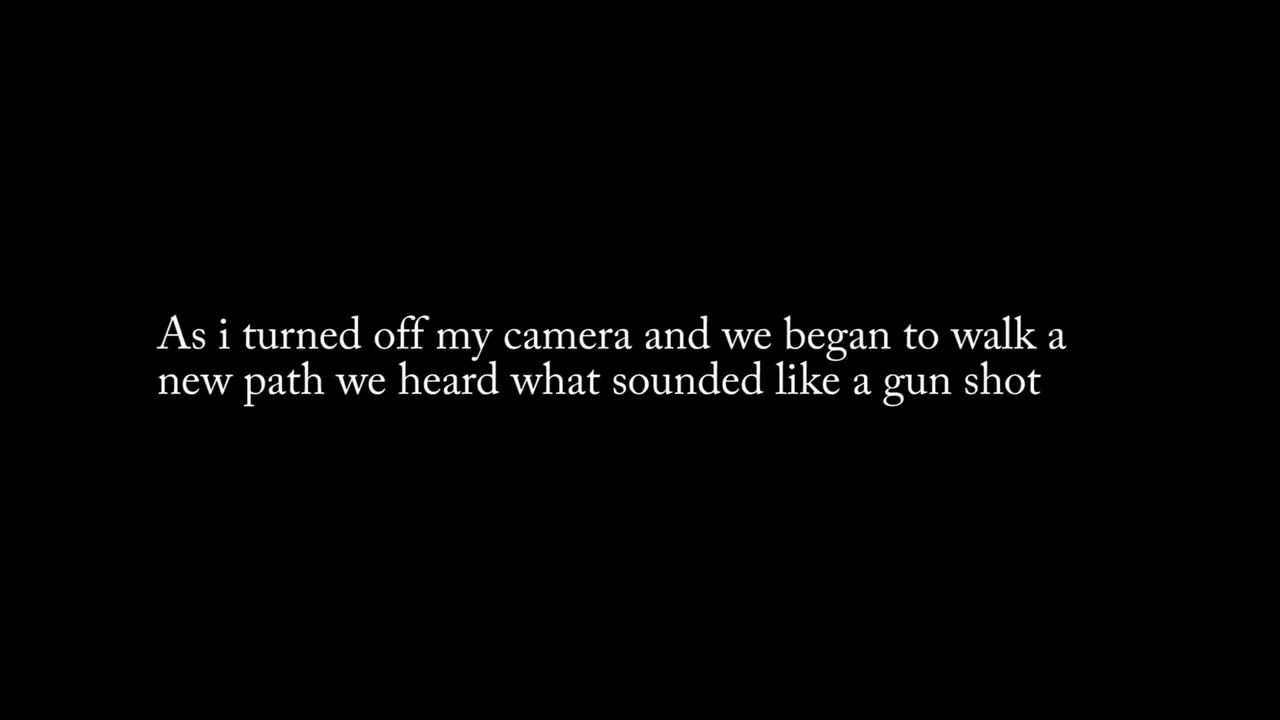 As i turned off my camera and we began to walk a
new path we heard what sounded like a gun shot